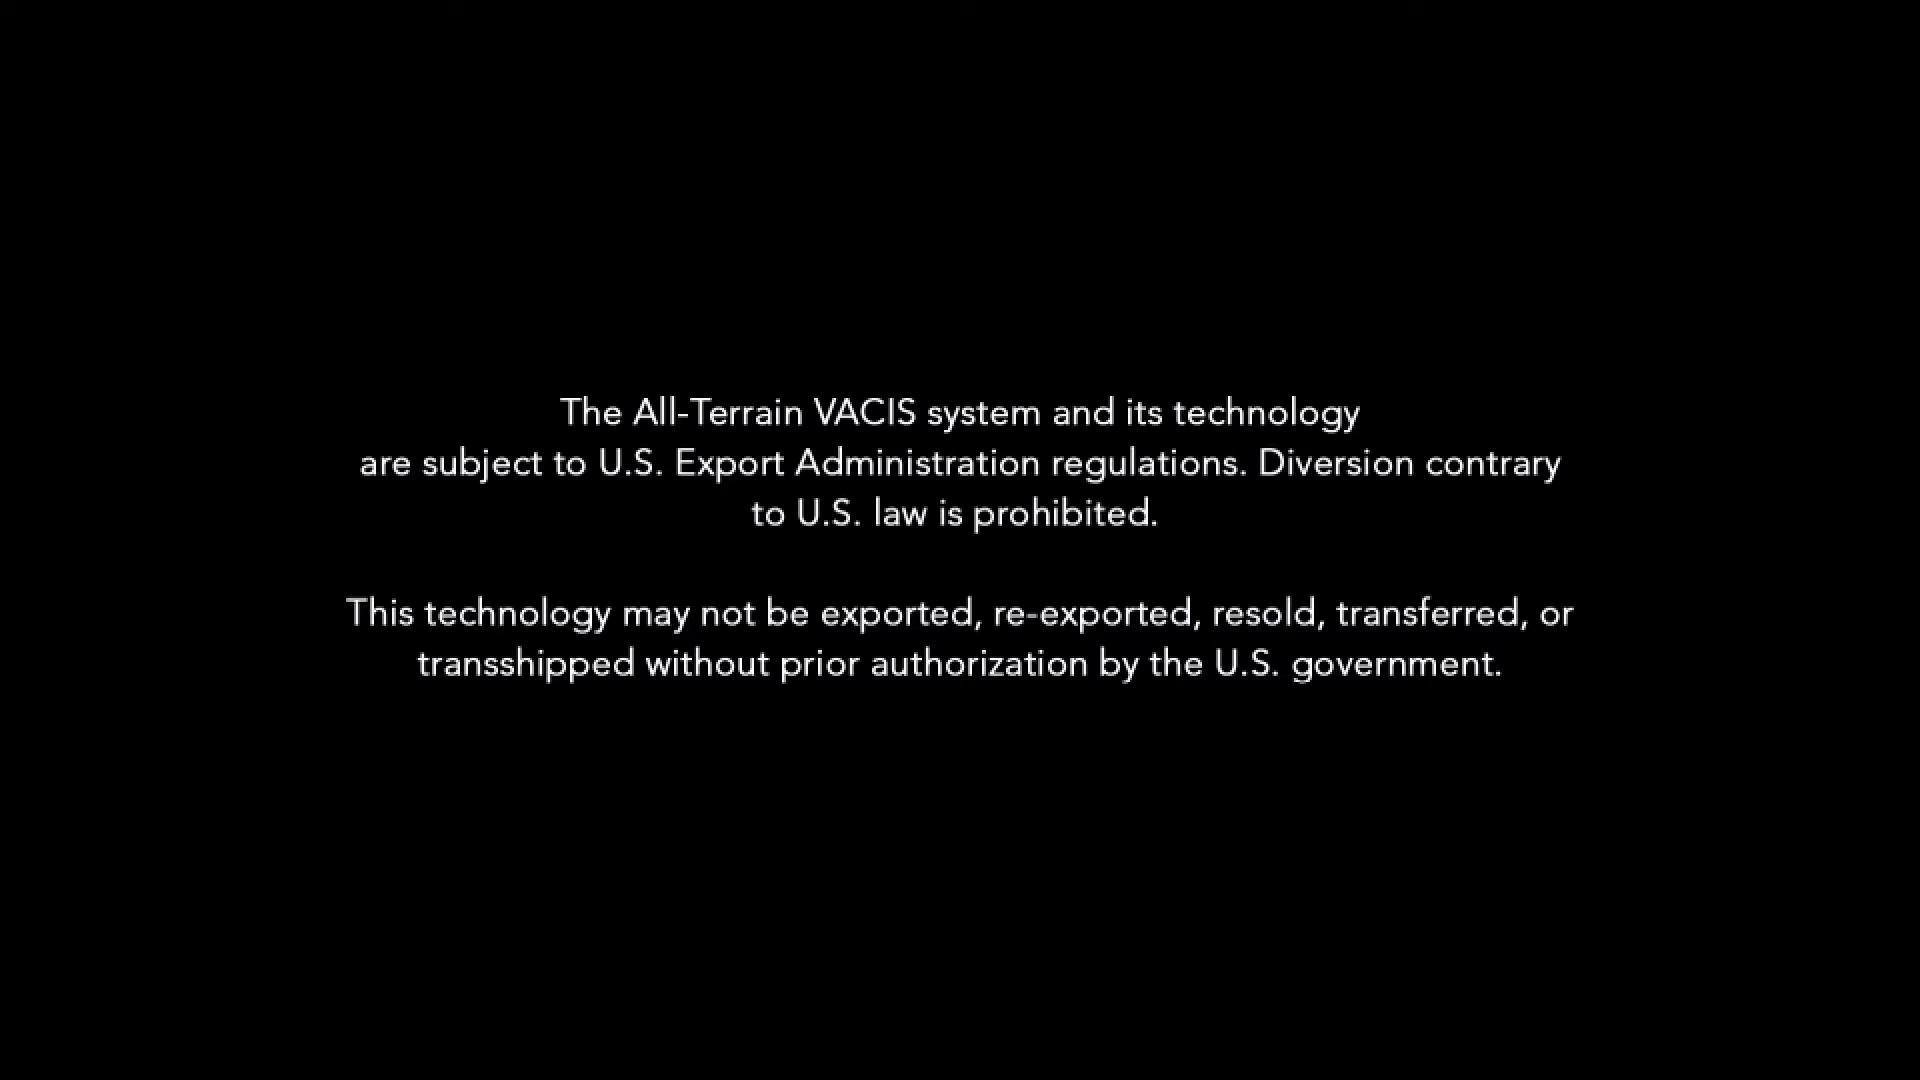 The All-Terrain VACIS system and its technology
are subject to U.S. Export Administration regulations. Diversion contrary
to U.S. law is prohibited.
This technology may not be exported, re-exported, resold, transferred, or
transshipped without prior authorization by the U.S. government.